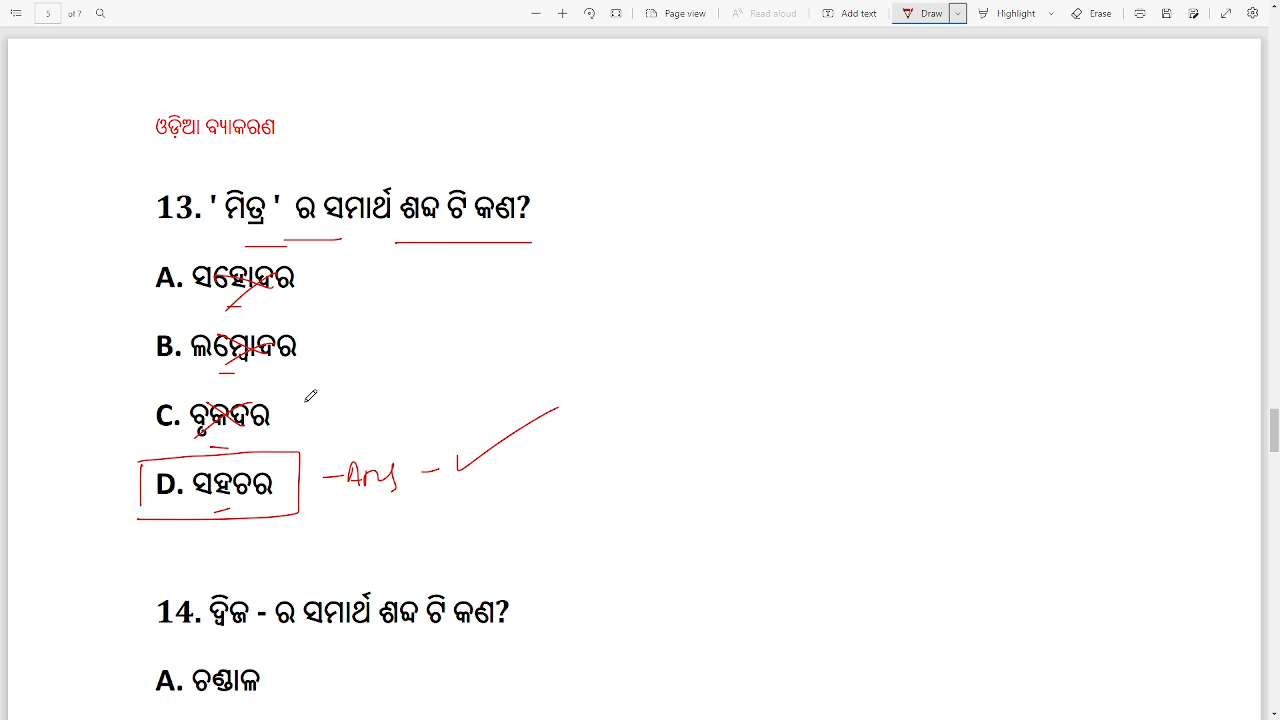 5 of 7 Page view Read aloud Add text Draw Highlight Erase
ଓଡ଼ିଆ ବ୍ୟାକରଣ
13. ' ମିତ୍ର ' ର ସମାର୍ଥ ଶବ୍ଦ ଟି କଣ?
A. ସହୋଦର
B. ଲମ୍ବୋଦର
C. ବୃକଦର
D. ସହଚର - Ans -
14. ଦ୍ୱିଜ - ର ସମାର୍ଥ ଶବ୍ଦ ଟି କଣ?
A. ଚଣ୍ଡାଳ